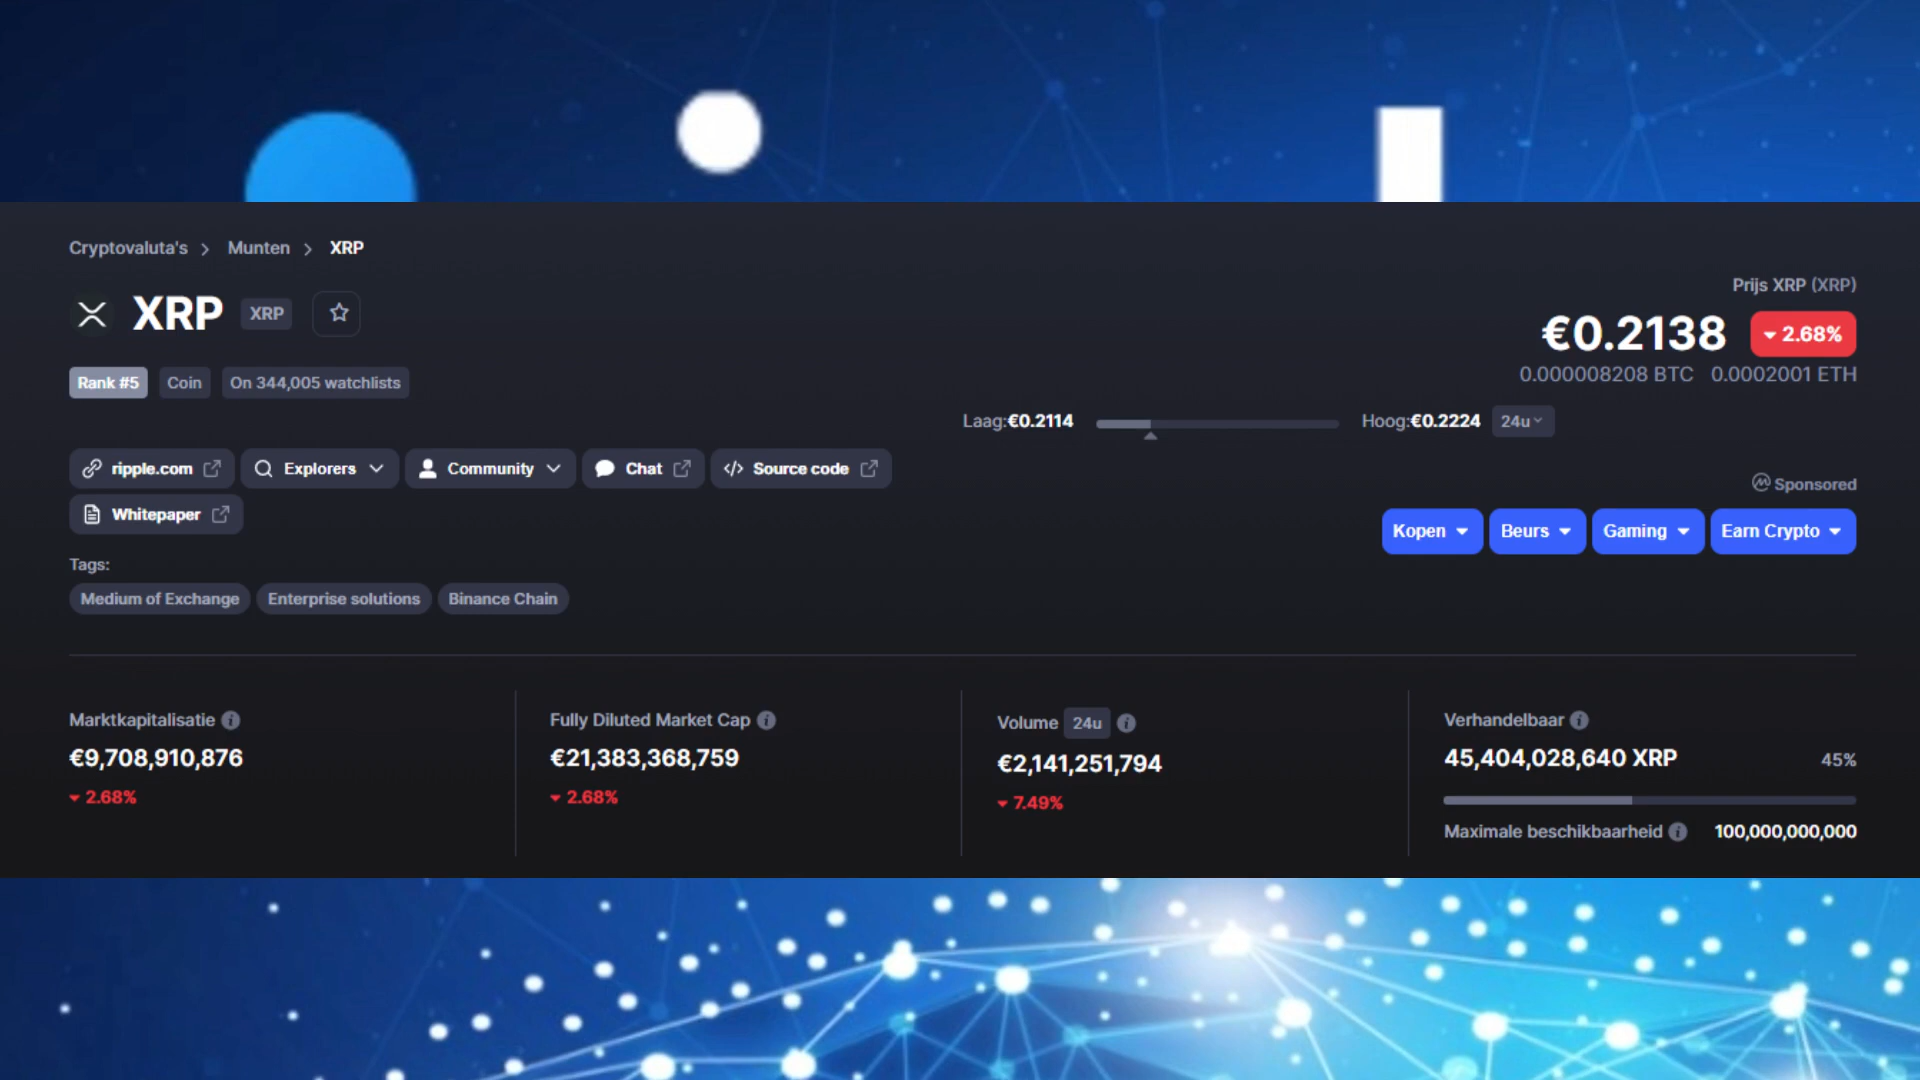 Cryptovaluta's > Munten > XRP
XRP XRP
Rank #5 Coin On 344,005 watchlists
ripple.com Explorers Community Chat Source code
Whitepaper
Tags:
Medium of Exchange Enterprise solutions Binance Chain
Prijs XRP (XRP)
€0.2138 2.68%
0.000008208 BTC 0.0002001 ETH
Laag:€0.2114 Hoog:€0.2224 24u
Sponsored
Kopen Beurs Gaming Earn Crypto
Marktkapitalisatie
€9,708,910,876
2.68%
Fully Diluted Market Cap
€21,383,368,759
2.68%
Volume 24u
€2,141,251,794
7.49%
Verhandelbaar
45,404,028,640 XRP 45%
Maximale beschikbaarheid 100,000,000,000